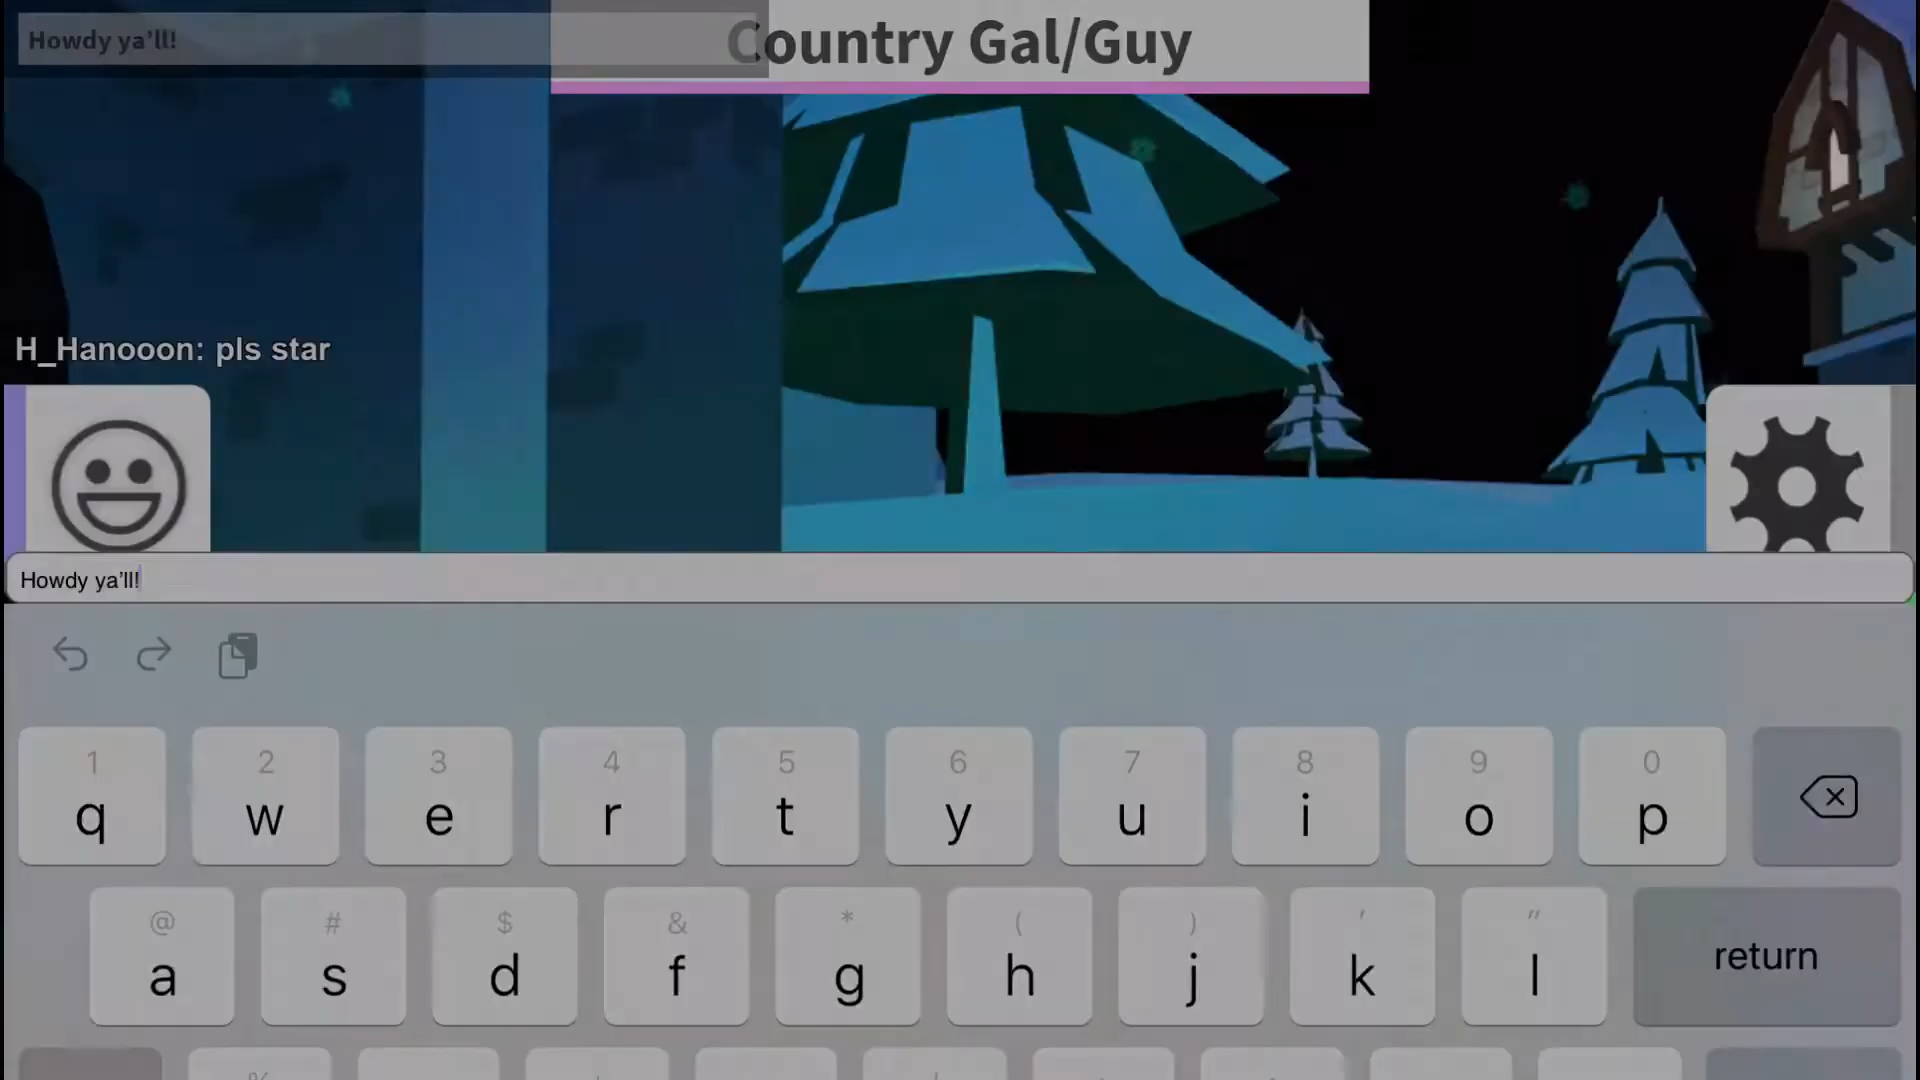 Howdy ya'll!
Country Gal/Guy
H_Hanooon: pls star
Howdy ya'll!
1 2 3 4 5 6 7 8 9 0
q w e r t y u i o p
@ # $ & * ( ) ' "
a s d f g h j k l return
%